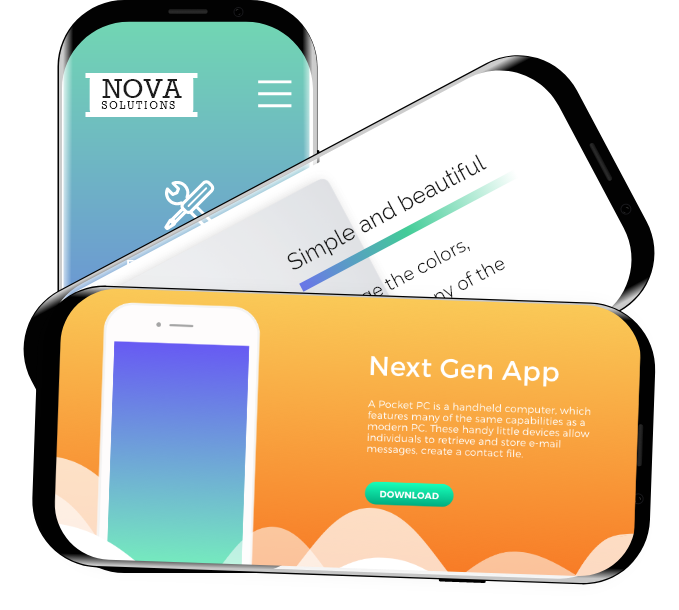 NOVA
SOLUTIONS
Simple and beautiful
the colors,
of the
Next Gen App
A Pocket PC is a handheld computer, which
features many of the same capabilities as a
modern PC. These handy little devices allow
individuals to retrieve and store e-mail
messages, create a contact file.
DOWNLOAD